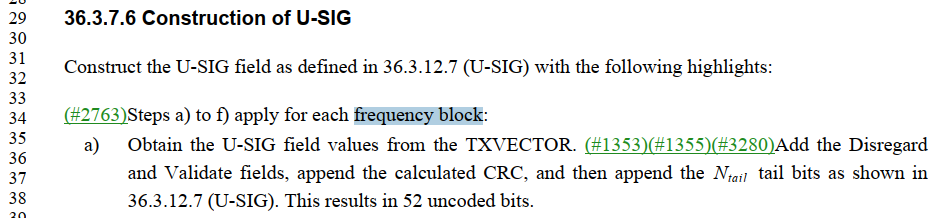 29 36.3.7.6 Construction of U-SIG
30
31 Construct the U-SIG field as defined in 36.3.12.7 (U-SIG) with the following highlights:
32
33
34 (#2763)Steps a) to f) apply for each frequency block:
35 a) Obtain the U-SIG field values from the TXVECTOR. (#1353)(#1355)(#3280)Add the Disregard
36
37 and Validate fields, append the calculated CRC, and then append the Ntail tail bits as shown in
38 36.3.12.7 (U-SIG). This results in 52 uncoded bits.